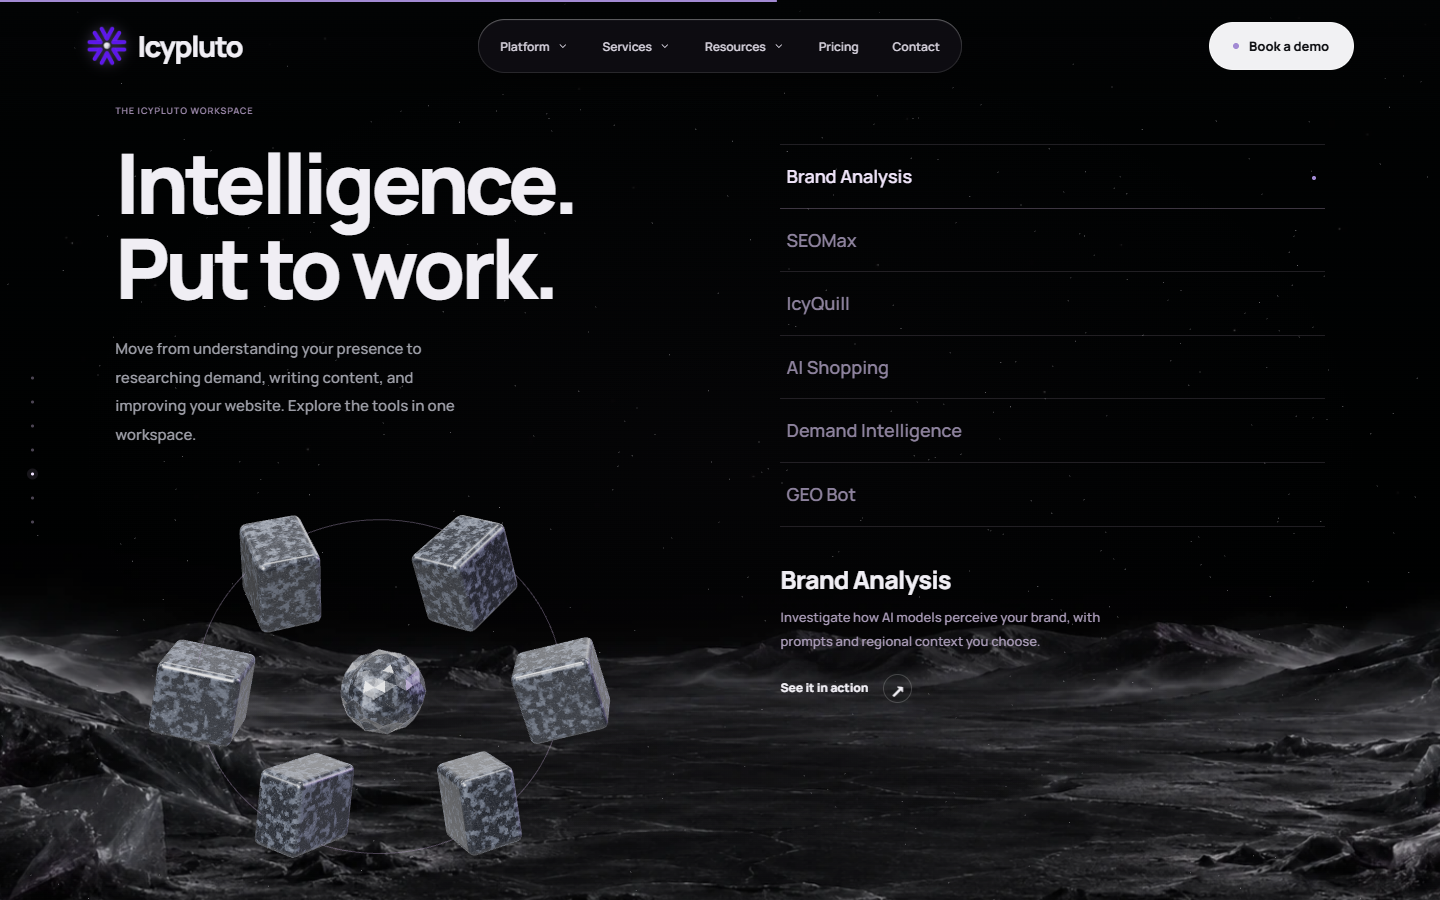 Icypluto
Platform
Services
Resources
Pricing
Contact
Book a demo
THE ICYPLUTO WORKSPACE
Intelligence.
Put to work.
Move from understanding your presence to
researching demand, writing content, and
improving your website. Explore the tools in one
workspace.
Brand Analysis
SEOMax
IcyQuill
AI Shopping
Demand Intelligence
GEO Bot
Brand Analysis
Investigate how AI models perceive your brand, with
prompts and regional context you choose.
See it in action